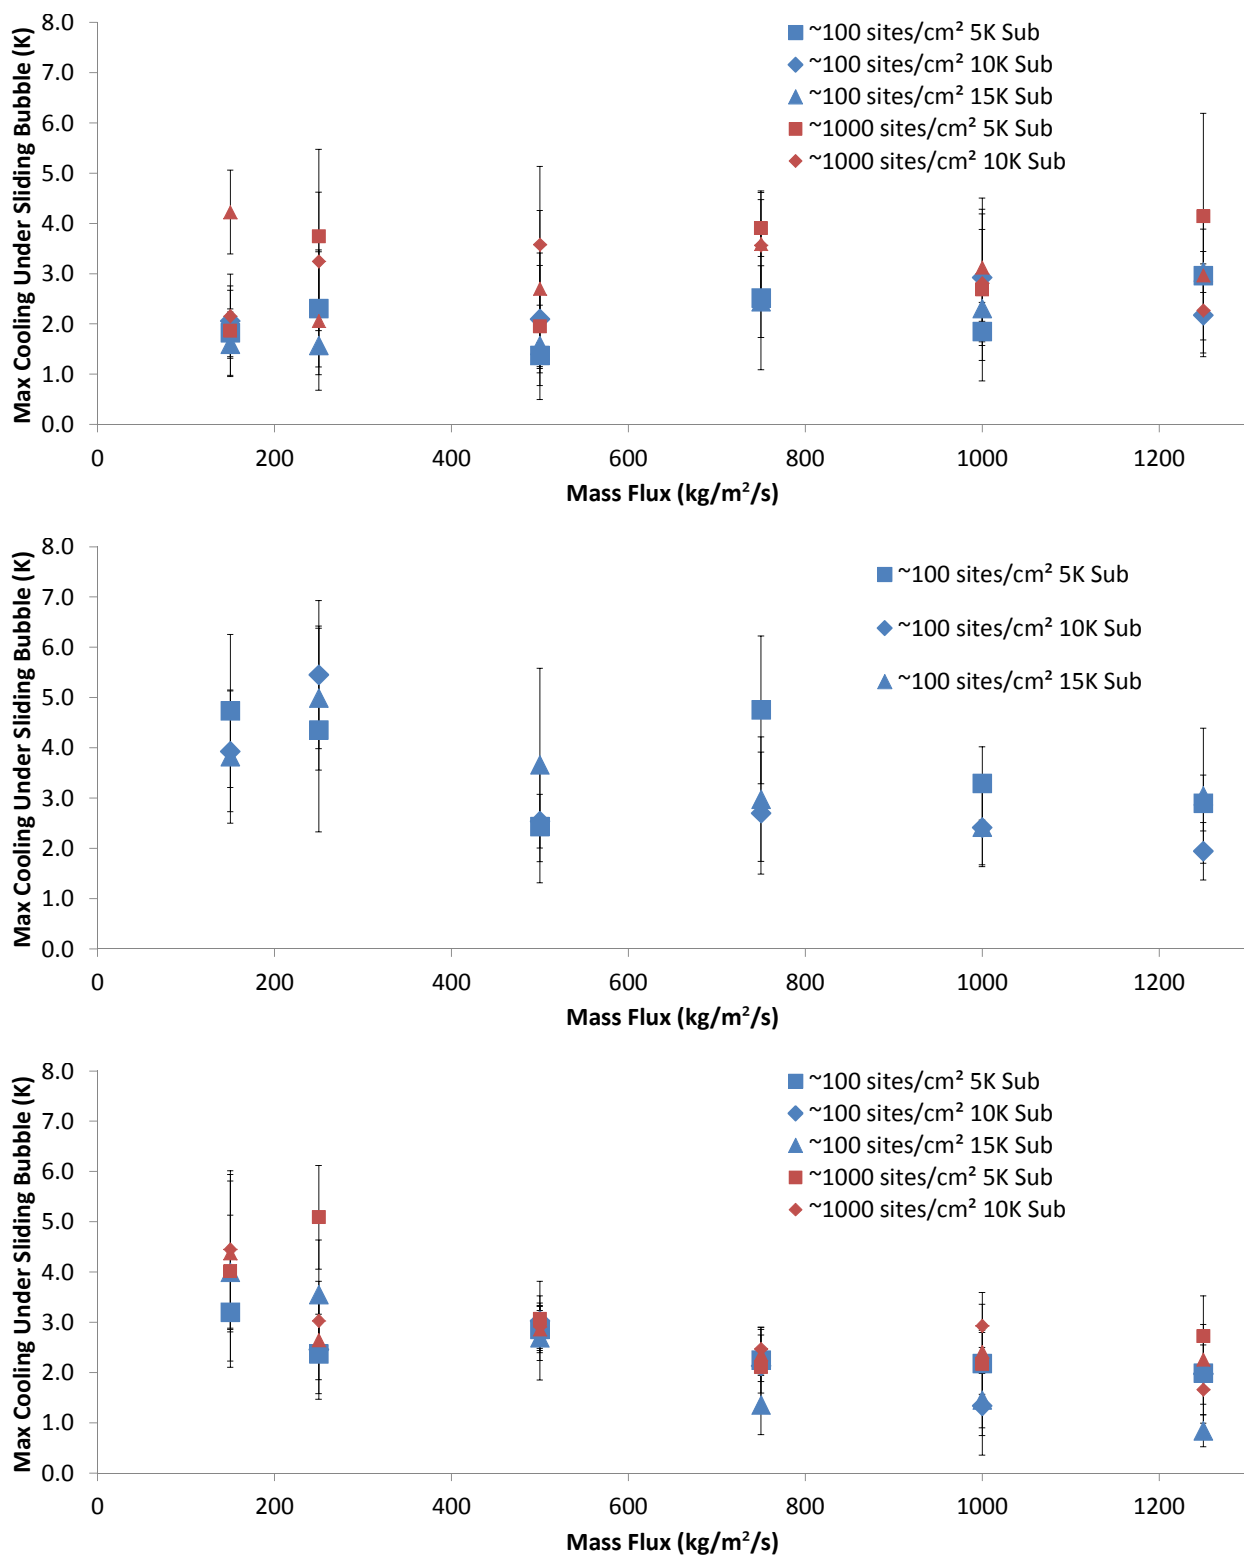 8.0
7.0
6.0
5.0
4.0
3.0
2.0
1.0
0.0
Max Cooling Under Sliding Bubble (K)
~100 sites/cm² 5K Sub
~100 sites/cm² 10K Sub
~100 sites/cm² 15K Sub
~1000 sites/cm² 5K Sub
~1000 sites/cm² 10K Sub
0 200 400 600 800 1000 1200
Mass Flux (kg/m²/s)
8.0
7.0
6.0
5.0
4.0
3.0
2.0
1.0
0.0
Max Cooling Under Sliding Bubble (K)
~100 sites/cm² 5K Sub
~100 sites/cm² 10K Sub
~100 sites/cm² 15K Sub
0 200 400 600 800 1000 1200
Mass Flux (kg/m²/s)
8.0
7.0
6.0
5.0
4.0
3.0
2.0
1.0
0.0
Max Cooling Under Sliding Bubble (K)
~100 sites/cm² 5K Sub
~100 sites/cm² 10K Sub
~100 sites/cm² 15K Sub
~1000 sites/cm² 5K Sub
~1000 sites/cm² 10K Sub
0 200 400 600 800 1000 1200
Mass Flux (kg/m²/s)